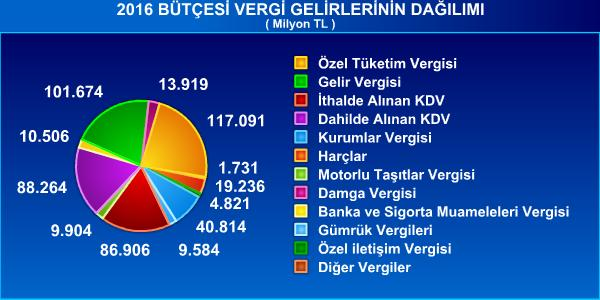 2016 BÜTÇESİ VERGİ GELİRLERİNİN DAĞILIMI
( Milyon TL )
13.919
117.091
1.731
19.236
4.821
40.814
9.584
86.906
9.904
88.264
10.506
101.674
Özel Tüketim Vergisi
Gelir Vergisi
İthalde Alınan KDV
Dahilde Alınan KDV
Kurumlar Vergisi
Harçlar
Motorlu Taşıtlar Vergisi
Damga Vergisi
Banka ve Sigorta Muameleleri Vergisi
Gümrük Vergileri
Özel iletişim Vergisi
Diğer Vergiler